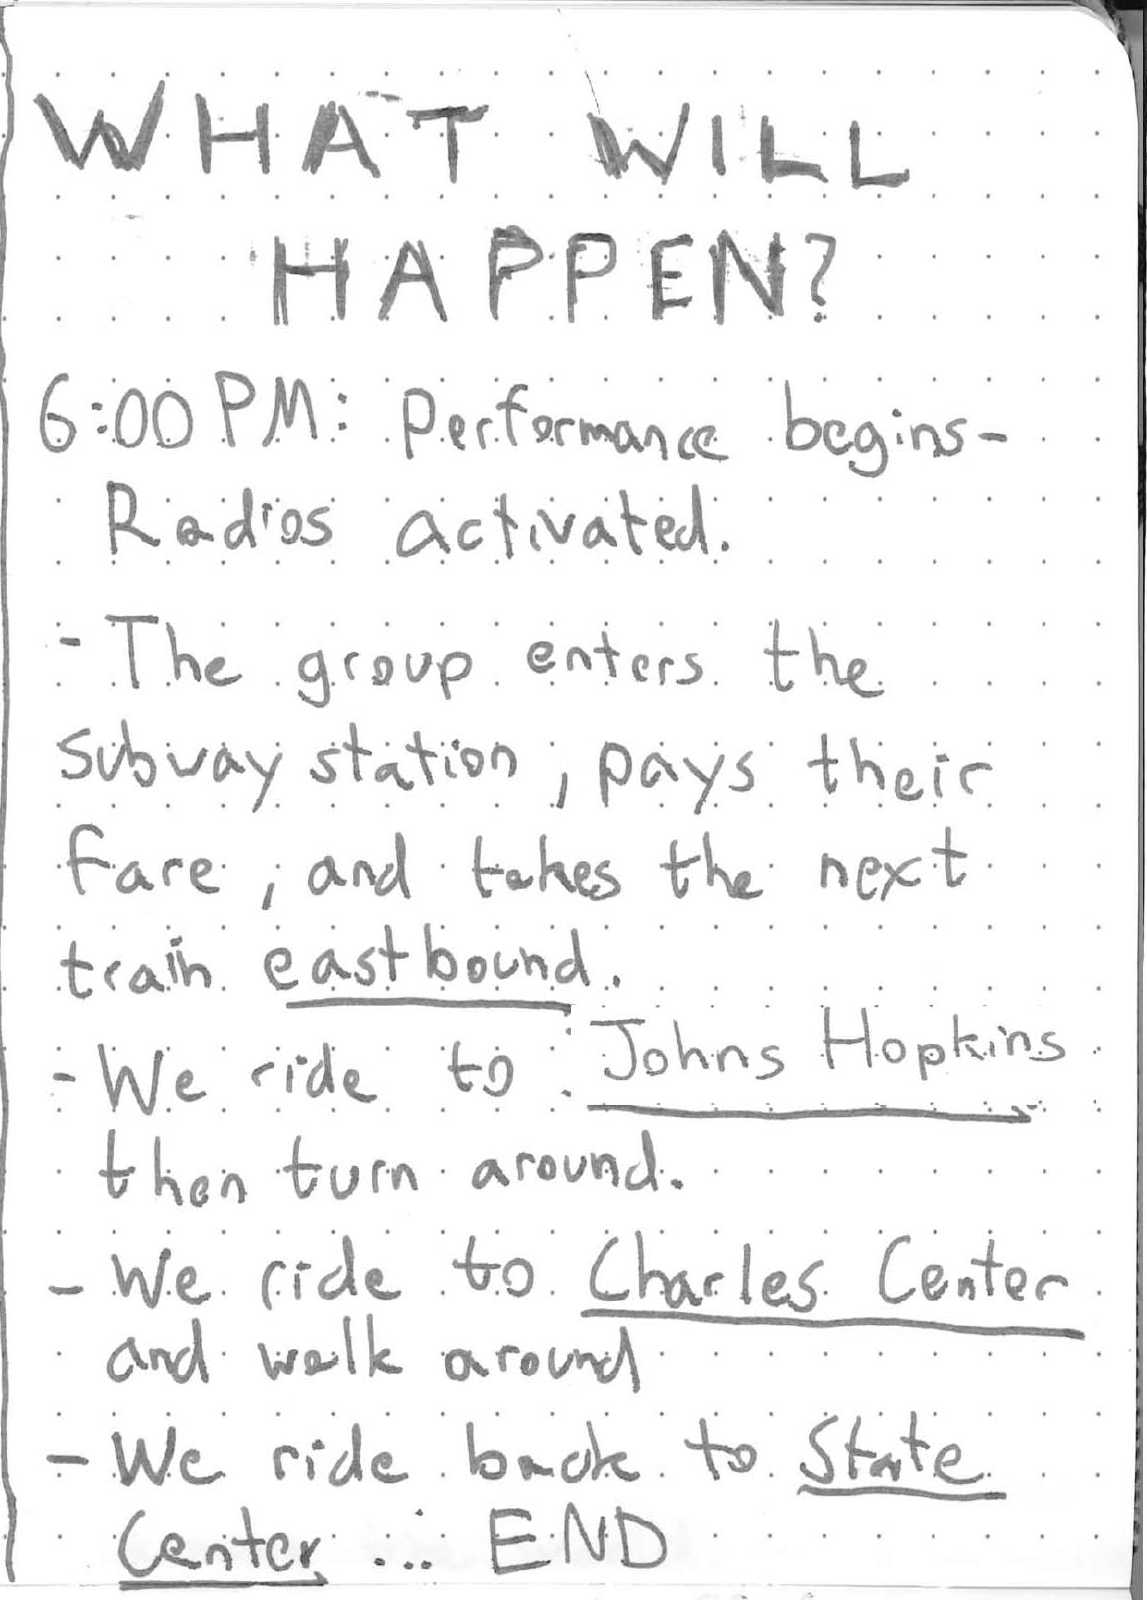 WHAT WILL
HAPPEN?
6:00 PM: Performance begins-
Radios activated.
- The group enters the
subway station, pays their
fare, and takes the next
train eastbound.
- We ride to Johns Hopkins
then turn around.
- We ride to Charles Center
and walk around
- We ride back to State
Center ... END